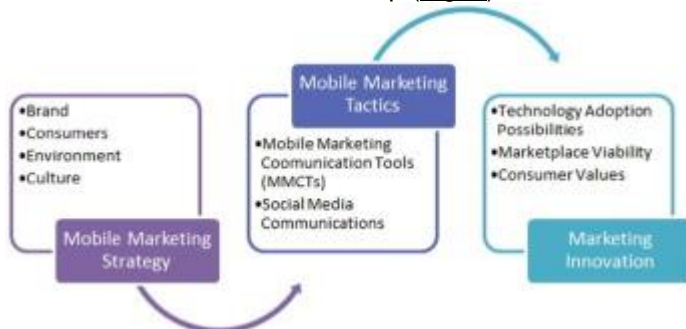 •Brand
•Consumers
•Environment
•Culture
Mobile Marketing
Strategy
Mobile Marketing
Tactics
•Mobile Marketing
Coomunication Tools
(MMCTs)
•Social Media
Communications
•Technology Adoption
Possibilities
•Marketplace Viability
•Consumer Values
Marketing
Innovation